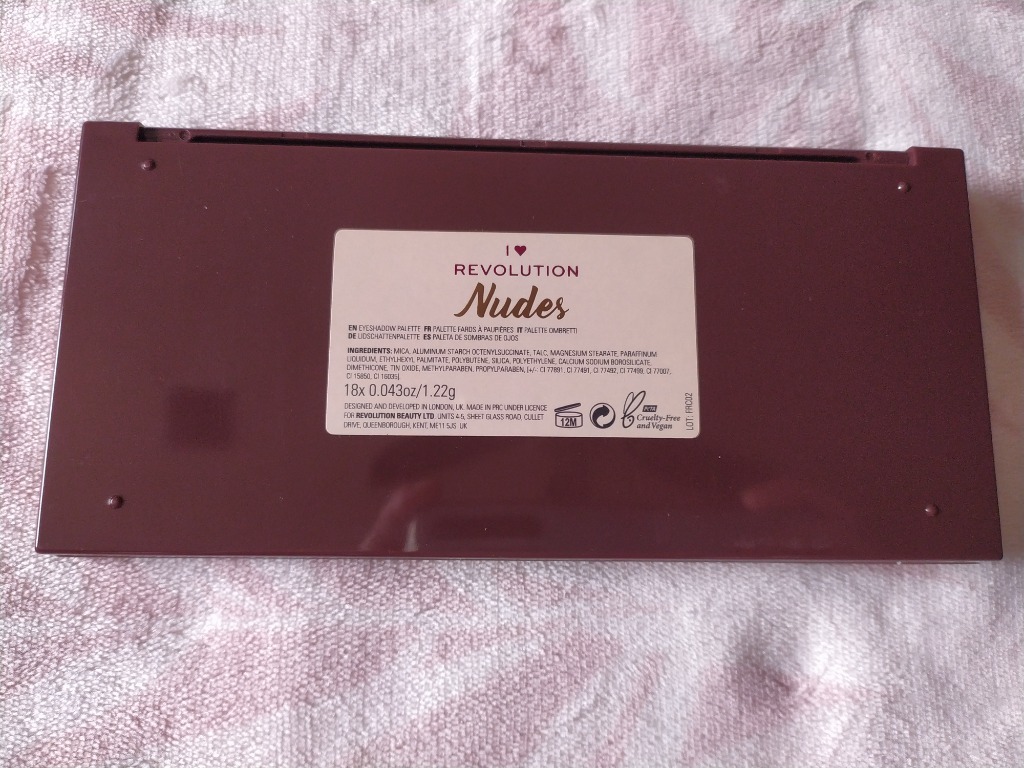 I ♥
REVOLUTION
Nudes
EN EYESHADOW PALETTE FR PALETTE FARDS À PAUPIÈRES IT PALETTE OMBRETTI
DE LIDSCHATTENPALETTE ES PALETA DE SOMBRAS DE OJOS
INGREDIENTS: MICA, ALUMINUM STARCH OCTENYLSUCCINATE, TALC, MAGNESIUM STEARATE, PARAFFINUM
LIQUIDUM, ETHYLHEXYL PALMITATE, POLYBUTENE, SILICA, POLYETHYLENE, CALCIUM SODIUM BOROSILICATE,
DIMETHICONE, TIN OXIDE, METHYLPARABEN, PROPYLPARABEN, [+/- CI 77891, CI 77491, CI 77492, CI 77499, CI 77007,
CI 15850, CI 16035]
18x 0.043oz/1.22g
DESIGNED AND DEVELOPED IN LONDON, UK. MADE IN PRC UNDER LICENCE
FOR REVOLUTION BEAUTY LTD, UNITS 4-5, SHEET GLASS ROAD, CULLET
DRIVE, QUEENBOROUGH, KENT, ME11 5JS UK
12M
PETA
Cruelty-Free
and Vegan
LOT: FRC02